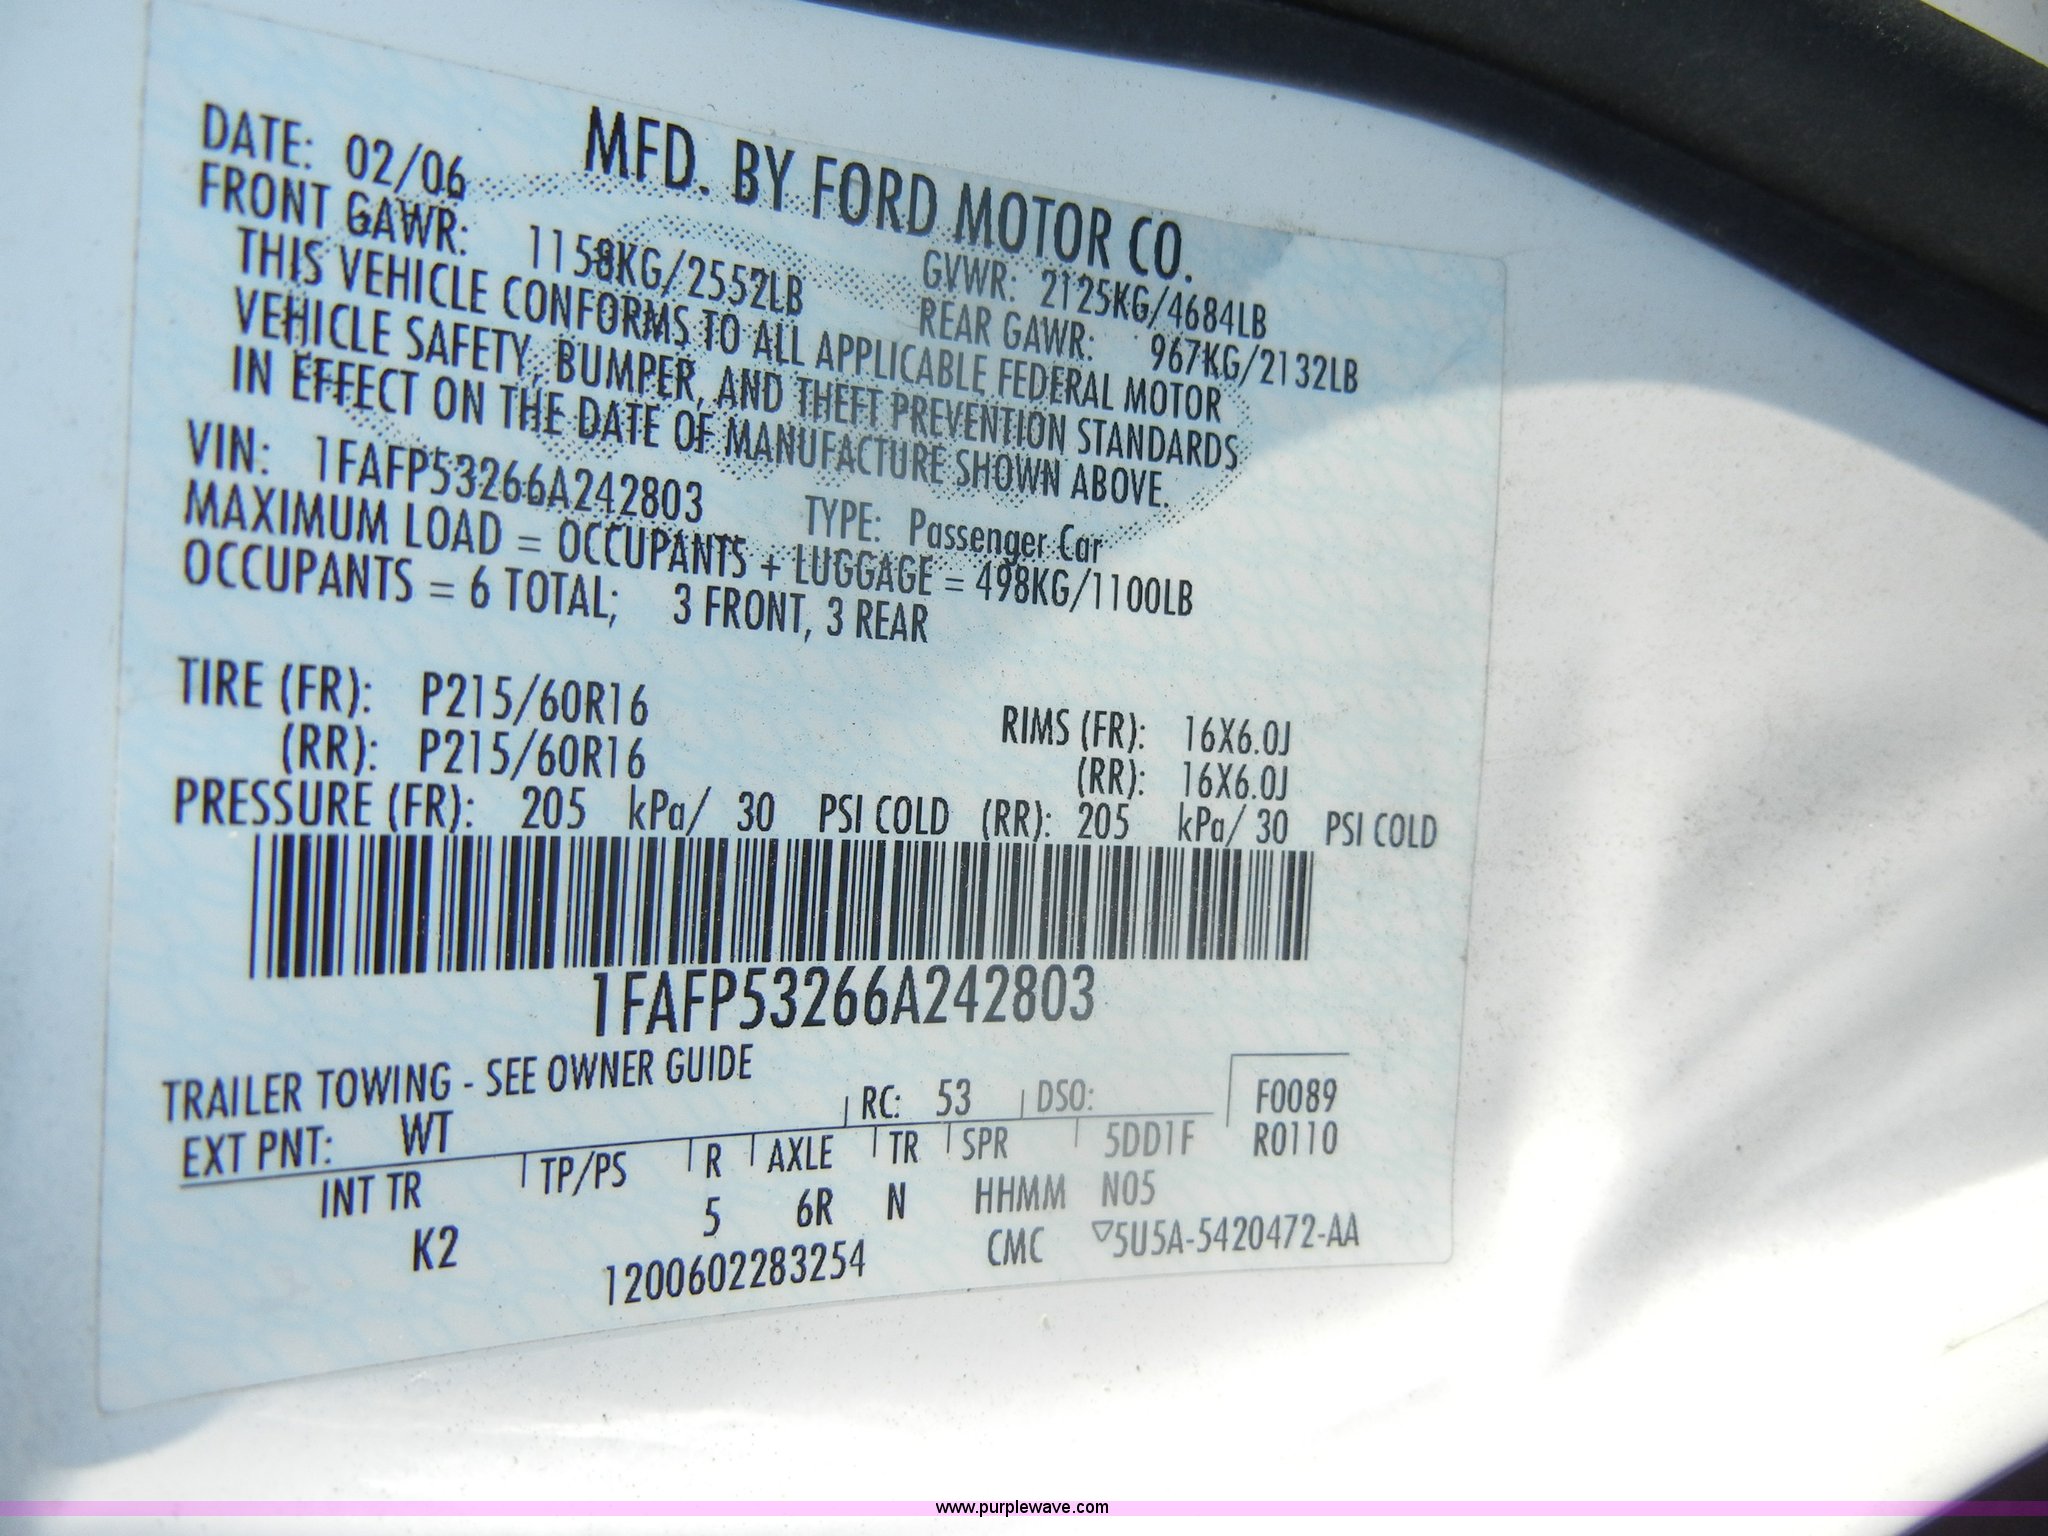 MFD. BY FORD MOTOR CO.
DATE: 02/06 GVWR: 2125KG/4684LB
FRONT GAWR: 1158KG/2552LB REAR GAWR: 967KG/2132LB
THIS VEHICLE CONFORMS TO ALL APPLICABLE FEDERAL MOTOR
VEHICLE SAFETY, BUMPER, AND THEFT PREVENTION STANDARDS
IN EFFECT ON THE DATE OF MANUFACTURE SHOWN ABOVE.
VIN: 1FAFP53266A242803 TYPE: Passenger Car
MAXIMUM LOAD = OCCUPANTS + LUGGAGE = 498KG/1100LB
OCCUPANTS = 6 TOTAL; 3 FRONT, 3 REAR
TIRE (FR): P215/60R16 RIMS (FR): 16X6.0J
(RR): P215/60R16 (RR): 16X6.0J
PRESSURE (FR): 205 kPa/ 30 PSI COLD (RR): 205 kPa/ 30 PSI COLD
1FAFP53266A242803
TRAILER TOWING - SEE OWNER GUIDE
EXT PNT: WT RC: 53 DSO: F0089
INT TR TP/PS R AXLE TR SPR 5DD1F R0110
K2 5 6R N HHMM N05
1200602283254 CMC ▽5U5A-5420472-AA
www.purplewave.com